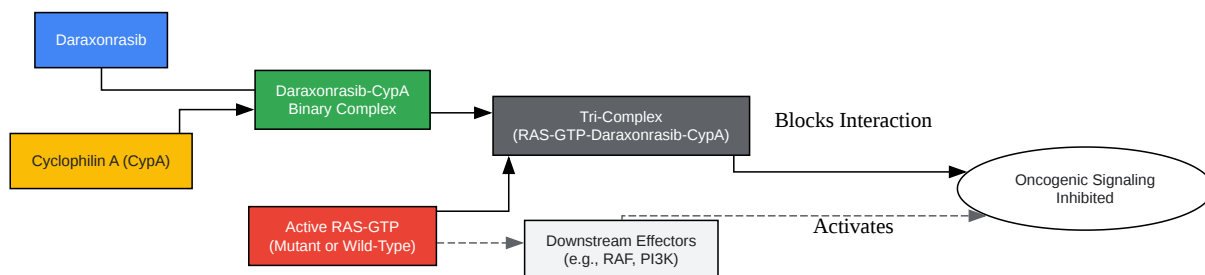 Daraxonrasib
Cyclophilin A (CypA)
Daraxonrasib-CypA
Binary Complex
Tri-Complex
(RAS-GTP-Daraxonrasib-CypA)
Blocks Interaction
Oncogenic Signaling
Inhibited
Active RAS-GTP
(Mutant or Wild-Type)
Downstream Effectors
(e.g., RAF, PI3K)
Activates